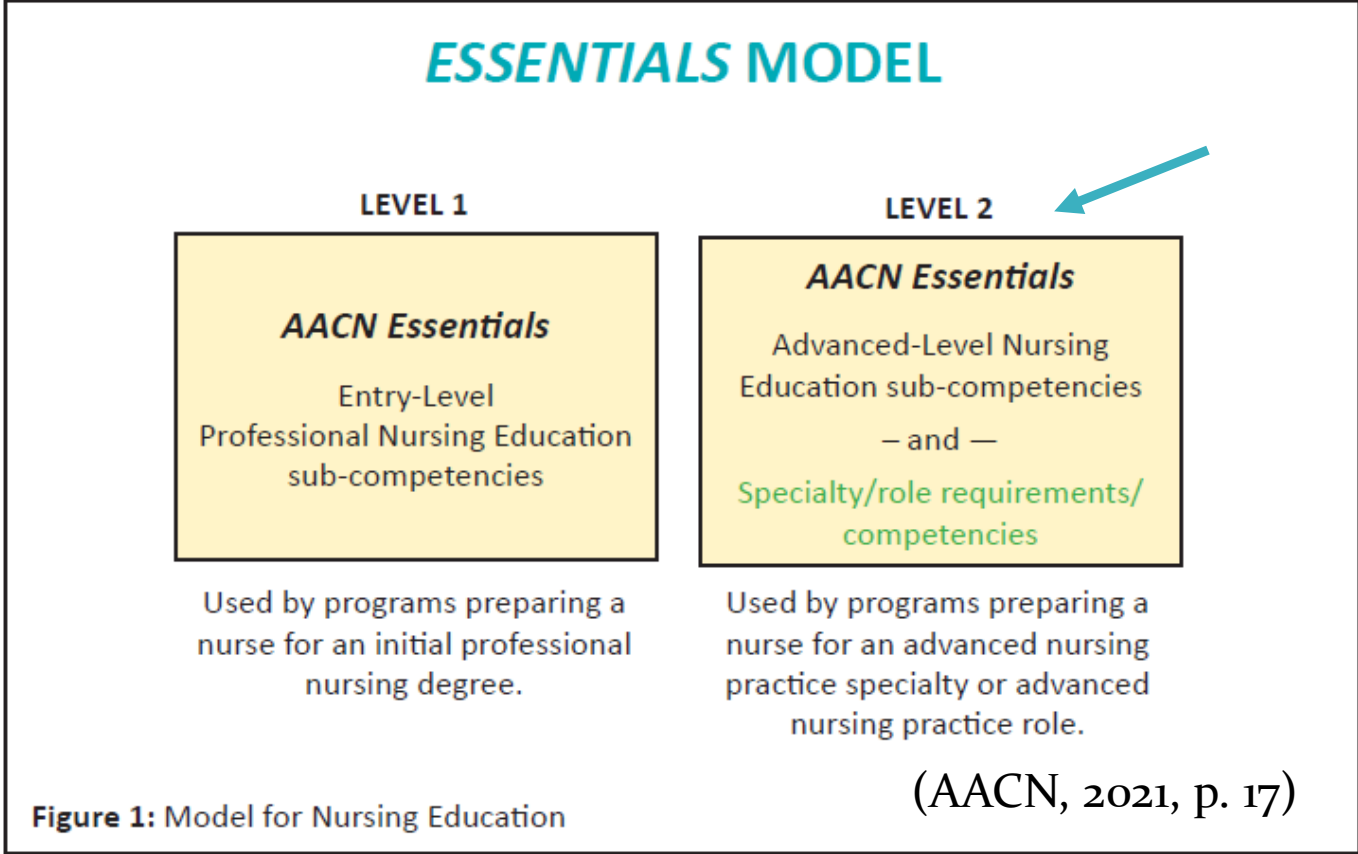 ESSENTIALS MODEL
LEVEL 1
AACN Essentials
Entry-Level
Professional Nursing Education
sub-competencies
Used by programs preparing a
nurse for an initial professional
nursing degree.
LEVEL 2
AACN Essentials
Advanced-Level Nursing
Education sub-competencies
– and —
Specialty/role requirements/
competencies
Used by programs preparing a
nurse for an advanced nursing
practice specialty or advanced
nursing practice role.
(AACN, 2021, p. 17)
Figure 1: Model for Nursing Education